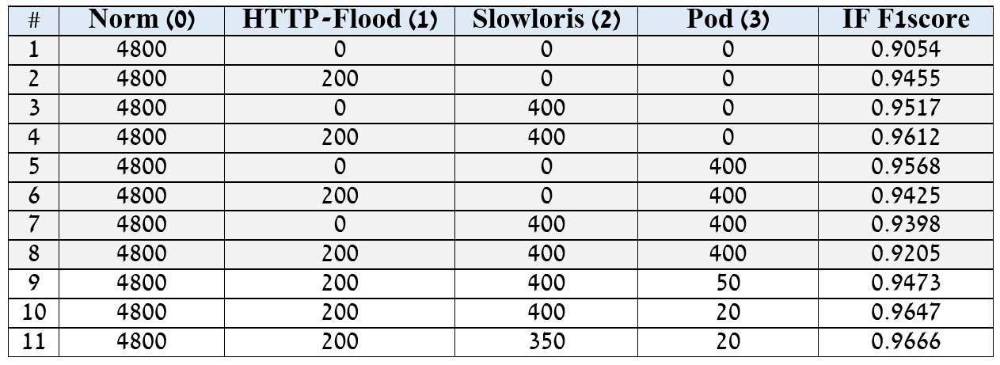 # Norm (0) HTTP-Flood (1) Slowloris (2) Pod (3) IF F1score
1 4800 0 0 0 0.9054
2 4800 200 0 0 0.9455
3 4800 0 400 0 0.9517
4 4800 200 400 0 0.9612
5 4800 0 0 400 0.9568
6 4800 200 0 400 0.9425
7 4800 0 400 400 0.9398
8 4800 200 400 400 0.9205
9 4800 200 400 50 0.9473
10 4800 200 400 20 0.9647
11 4800 200 350 20 0.9666